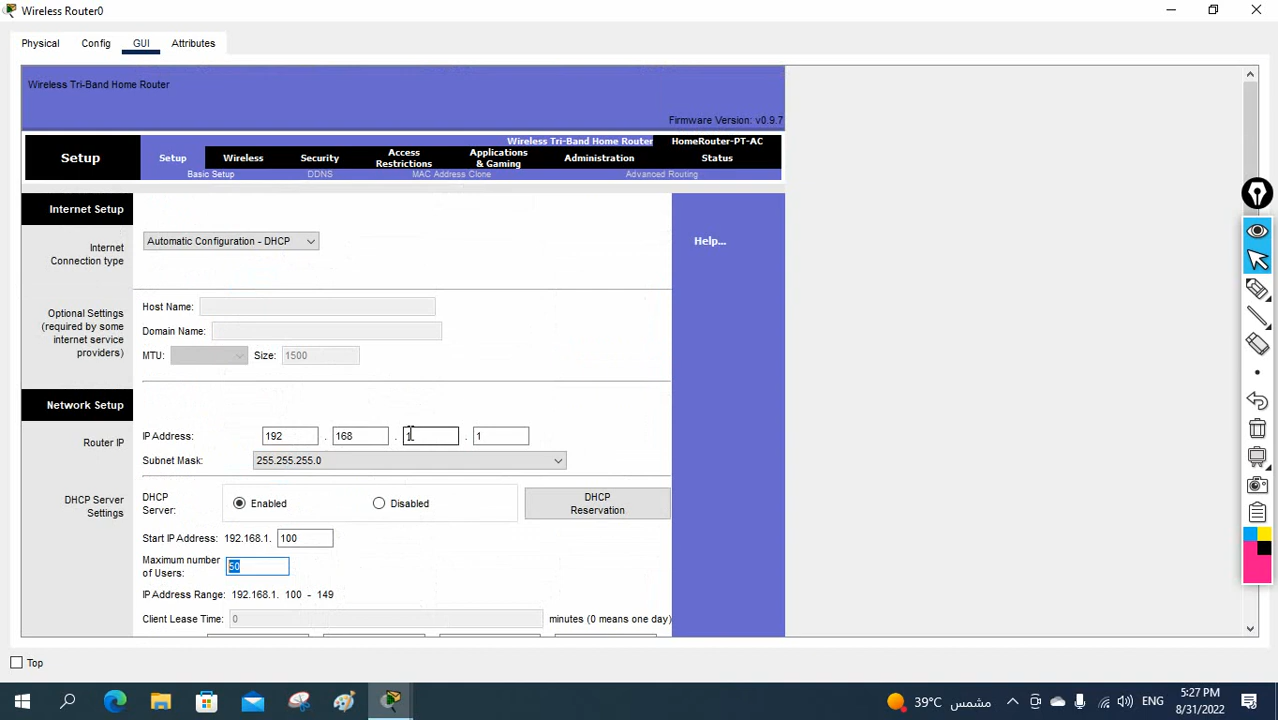 Wireless Router0
Physical Config GUI Attributes
Wireless Tri-Band Home Router
Firmware Version: v0.9.7
Wireless Tri-Band Home Router HomeRouter-PT-AC
Setup
Setup Wireless Security Access Restrictions Applications & Gaming Administration Status
Basic Setup DDNS MAC Address Clone Advanced Routing
Internet Setup
Internet Connection type
Automatic Configuration - DHCP
Help...
Optional Settings
(required by some
internet service
providers)
Host Name:
Domain Name:
MTU: Size: 1500
Network Setup
Router IP
IP Address: 192 . 168 . 1 . 1
Subnet Mask: 255.255.255.0
DHCP Server
Settings
DHCP
Server:
Enabled Disabled
DHCP
Reservation
Start IP Address: 192.168.1. 100
Maximum number
of Users: 50
IP Address Range: 192.168.1. 100 - 149
Client Lease Time: 0 minutes (0 means one day)
Top
39°C مشمس
ENG
5:27 PM
8/31/2022